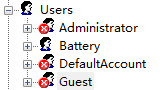 Users
Administrator
Battery
DefaultAccount
Guest